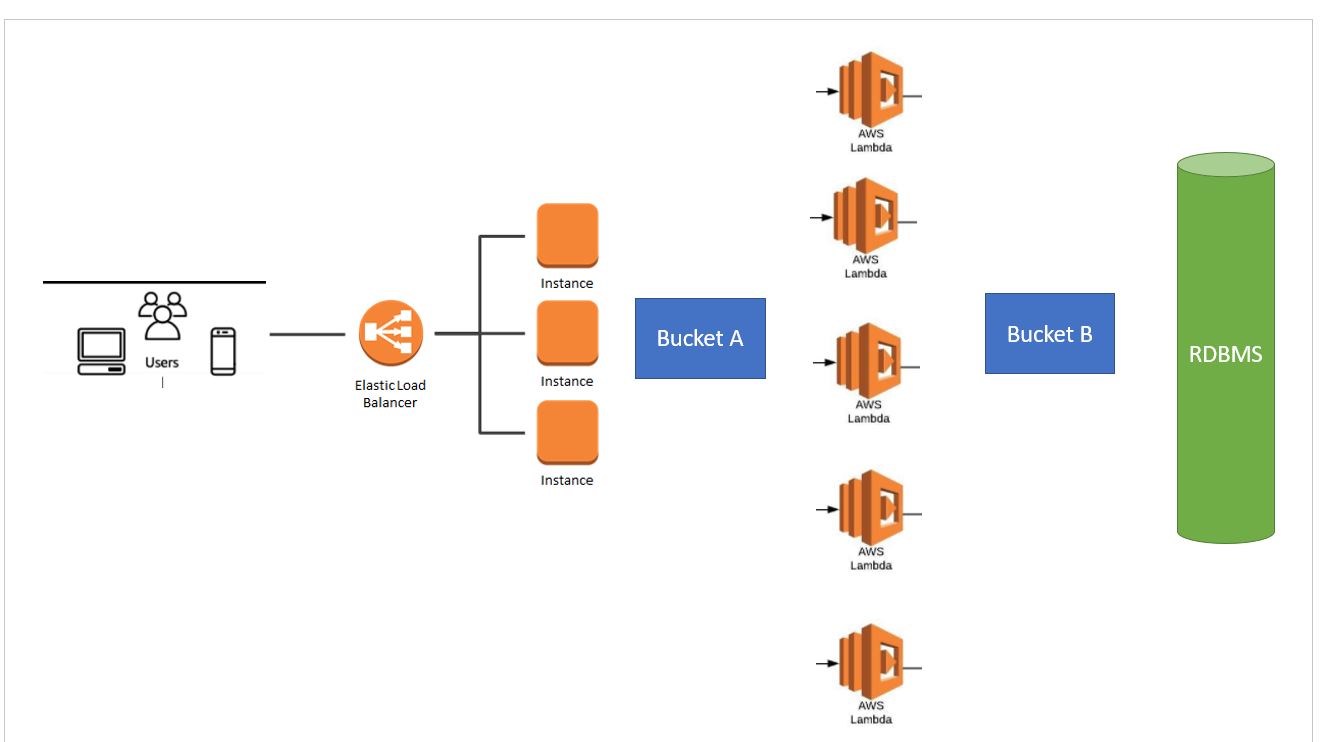 Users
Elastic Load
Balancer
Instance
Instance
Instance
Bucket A
AWS
Lambda
AWS
Lambda
AWS
Lambda
AWS
Lambda
AWS
Lambda
Bucket B
RDBMS